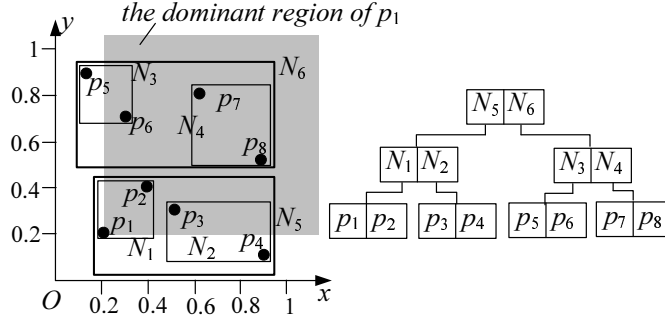 the dominant region of p₁
y
1
0.8
0.6
0.4
0.2
O
0.2 0.4 0.6 0.8 1
x
p₅ N₃ N₆
p₆ N₄ p₇
p₈
p₂
p₁ p₃ N₅
N₁ N₂ p₄
N₅ N₆
N₁ N₂ N₃ N₄
p₁ p₂ p₃ p₄ p₅ p₆ p₇ p₈